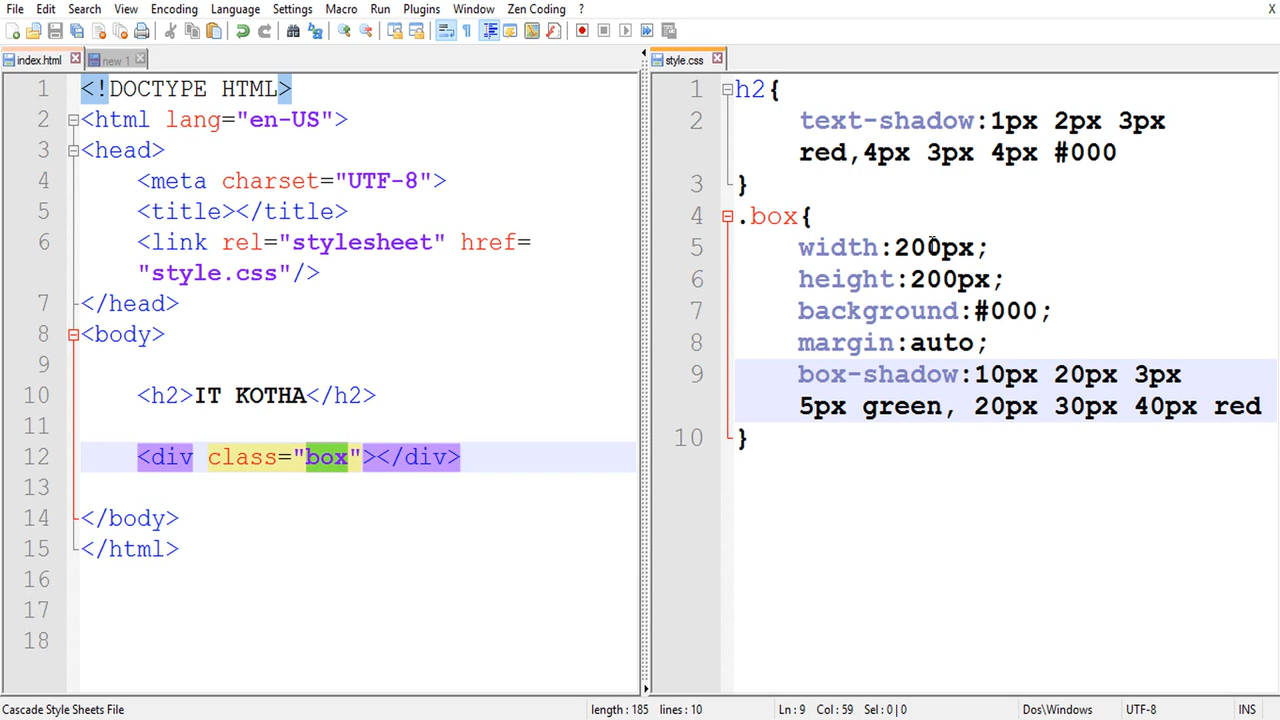 File Edit Search View Encoding Language Settings Macro Run Plugins Window Zen Coding ? X
index.html new 1
style.css
1 <!DOCTYPE HTML>
2 <html lang="en-US">
3 <head>
4 <meta charset="UTF-8">
5 <title></title>
6 <link rel="stylesheet" href=
"style.css"/>
7 </head>
8 <body>
9
10 <h2>IT KOTHA</h2>
11
12 <div class="box"></div>
13
14 </body>
15 </html>
16
17
18
1 h2{
2 text-shadow:1px 2px 3px
red,4px 3px 4px #000
3 }
4 .box{
5 width:200px;
6 height:200px;
7 background:#000;
8 margin:auto;
9 box-shadow:10px 20px 3px
5px green, 20px 30px 40px red
10 }
Cascade Style Sheets File length : 185 lines : 10 Ln : 9 Col : 59 Sel : 0 | 0 Dos\Windows UTF-8 INS